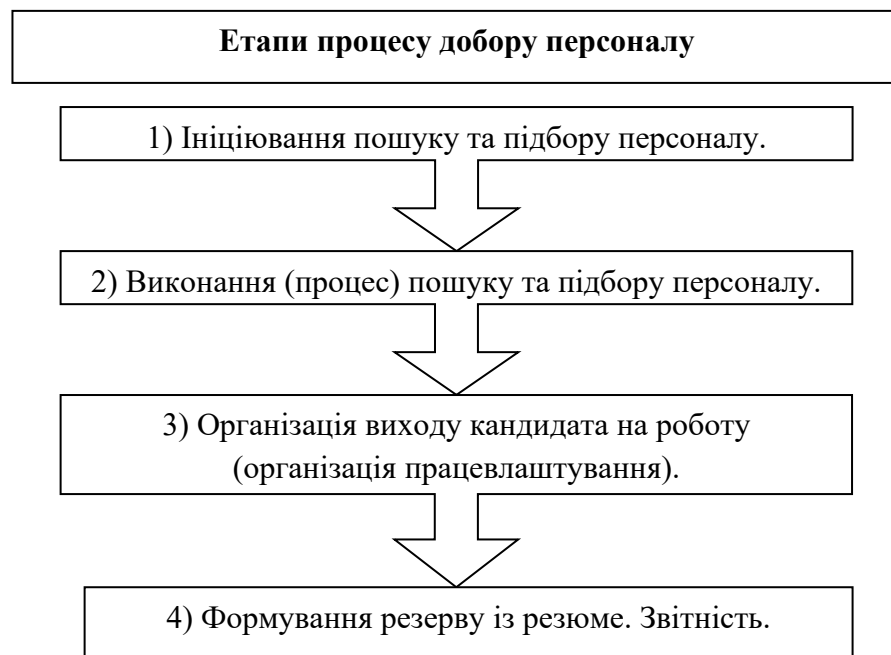 Етапи процесу добору персоналу
1) Ініціювання пошуку та підбору персоналу.
2) Виконання (процес) пошуку та підбору персоналу.
3) Організація виходу кандидата на роботу
(організація працевлаштування).
4) Формування резерву із резюме. Звітність.